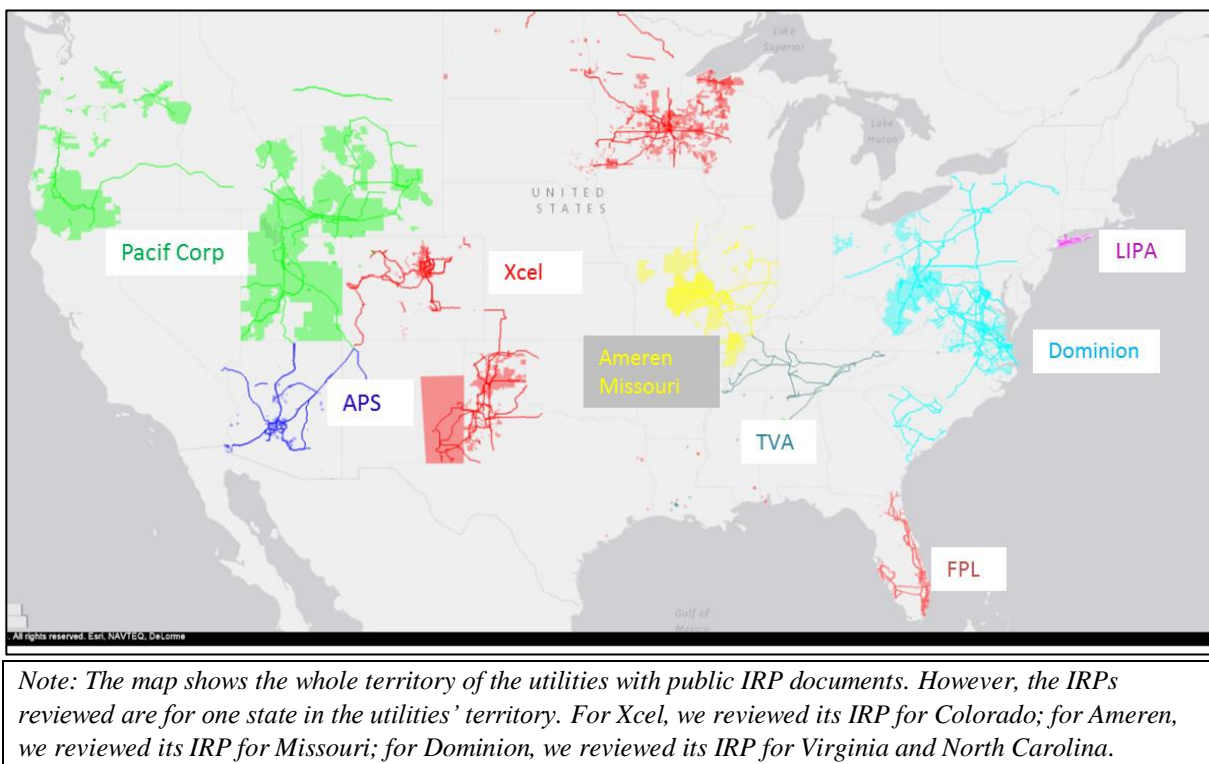 Lake
Superior
Lake
Huron
UNITED
STATES
Pacif Corp
Xcel
LIPA
Ameren
Missouri
Dominion
APS
TVA
FPL
Gulf of
Mexico
. All rights reserved. Esri, NAVTEQ, DeLorme
Note: The map shows the whole territory of the utilities with public IRP documents. However, the IRPs
reviewed are for one state in the utilities’ territory. For Xcel, we reviewed its IRP for Colorado; for Ameren,
we reviewed its IRP for Missouri; for Dominion, we reviewed its IRP for Virginia and North Carolina.